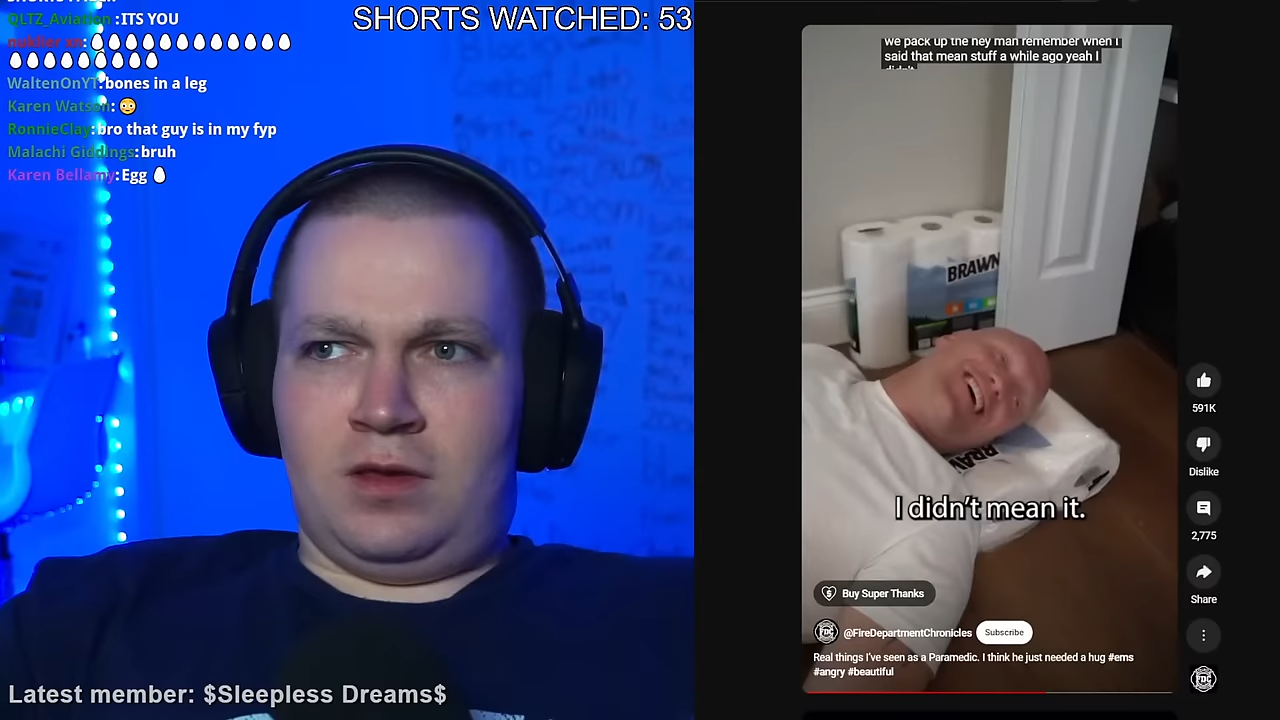 SHORTS WATCHED: 53
QLTZ_Aviation :ITS YOU
WaltenOnYT: bones in a leg
Karen Watson: 😳
RonnieClay: bro that guy is in my fyp
Malachi Giddings: bruh
Karen Bellamy: Egg 🥚
Latest member: $Sleepless Dreams$
we pack up the hey man remember when I
said that mean stuff a while ago yeah I
didn't
BRAWN
BRAWN
I didn't mean it.
Buy Super Thanks
FDC
@FireDepartmentChronicles
Subscribe
Real things I've seen as a Paramedic. I think he just needed a hug #ems
#angry #beautiful
591K
Dislike
2,775
Share
FDC